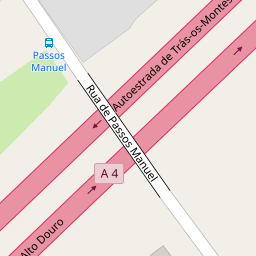 Passos
Manuel
Autoestrada de Trás-os-Montes
Rua de Passos Manuel
A 4
Alto Douro